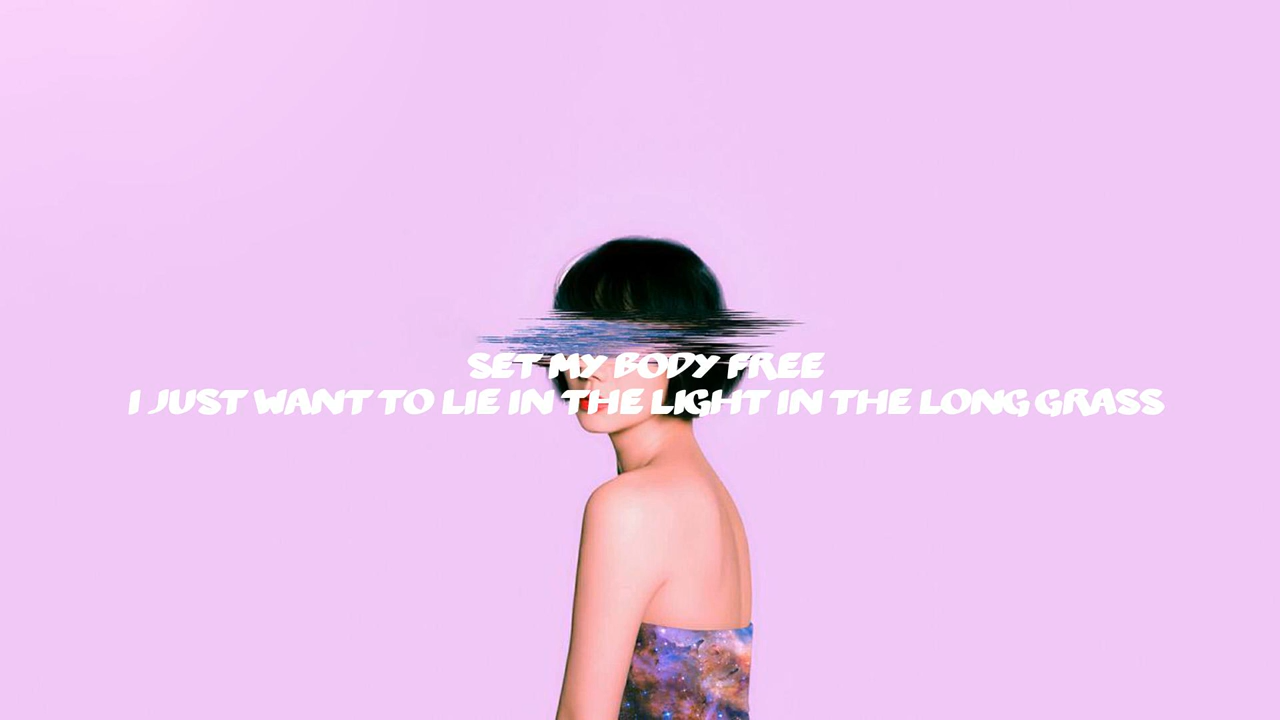 SET MY BODY FREE
I JUST WANT TO LIE IN THE LIGHT IN THE LONG GRASS